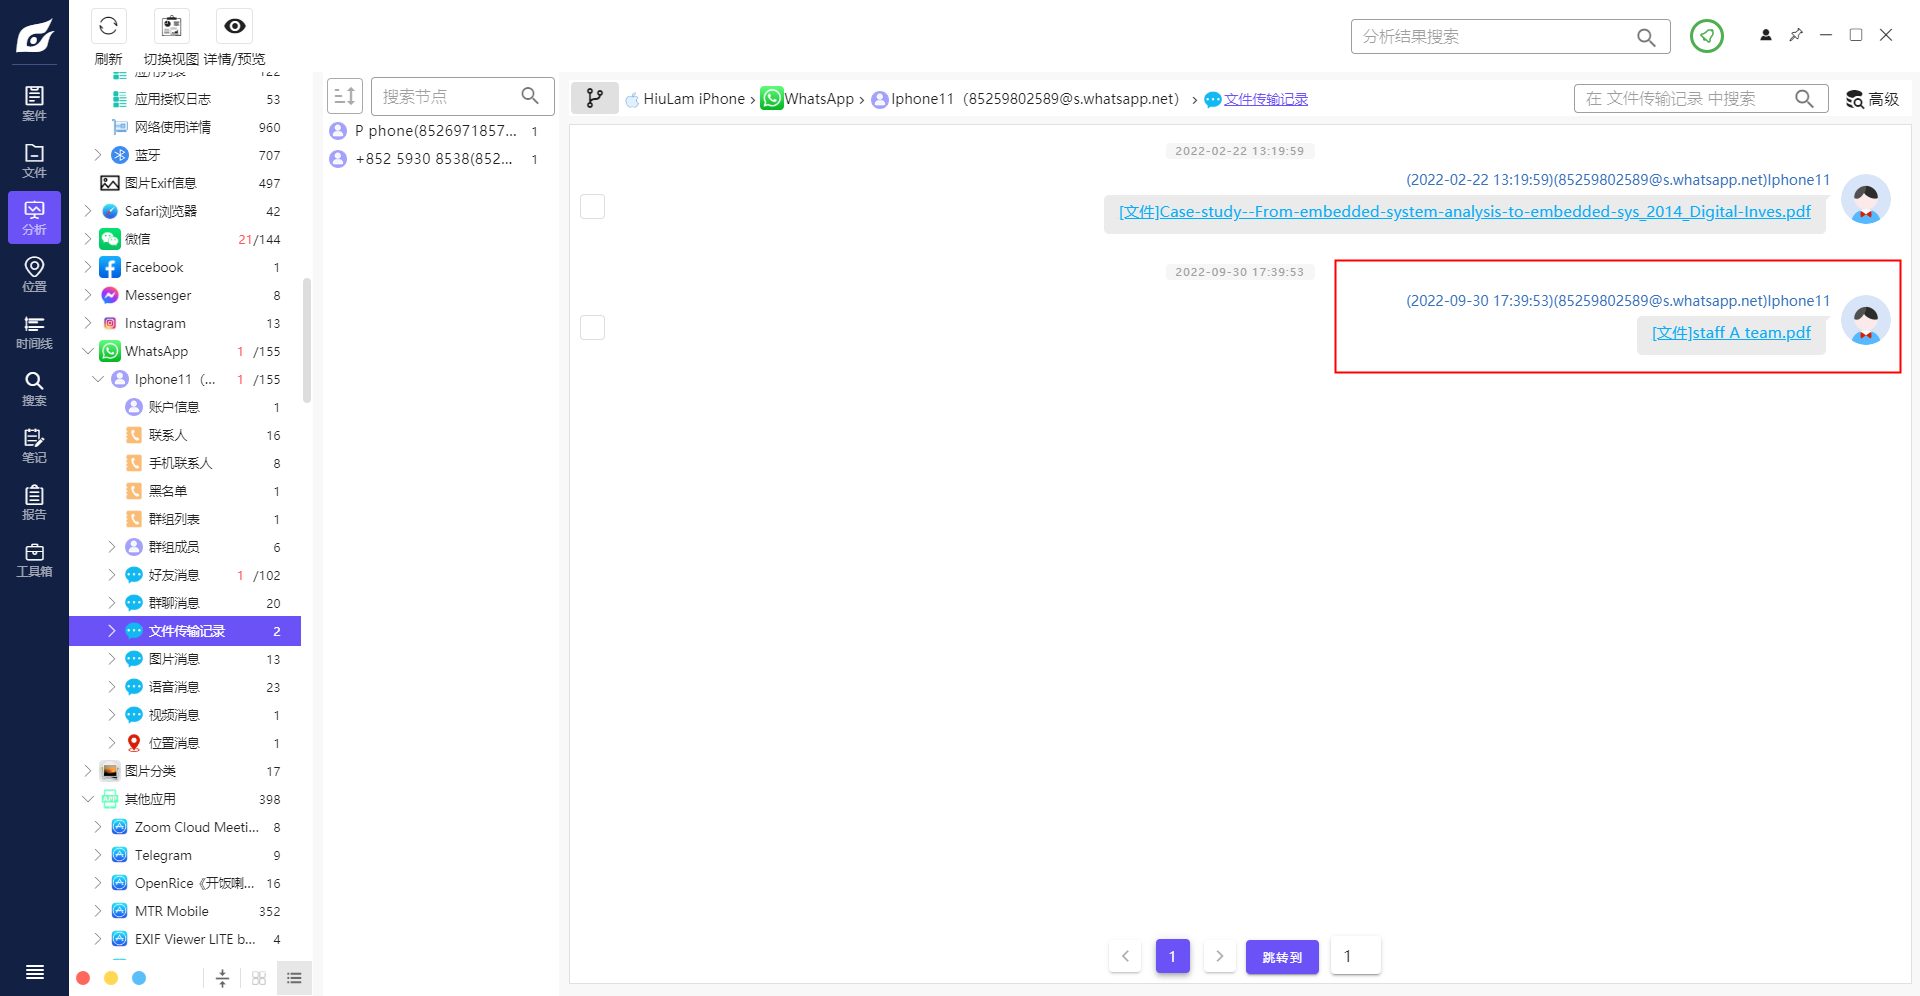 刷新
切换视图
详情/预览
分析结果搜索
案件
文件
分析
位置
时间线
搜索
笔记
报告
工具箱
应用列表 122
应用授权日志 53
网络使用详情 960
蓝牙 707
图片Exif信息 497
Safari浏览器 42
微信 21/144
Facebook 1
Messenger 8
Instagram 13
WhatsApp 1 /155
Iphone11（... 1 /155
账户信息 1
联系人 16
手机联系人 8
黑名单 1
群组列表 1
群组成员 6
好友消息 1 /102
群聊消息 20
文件传输记录 2
图片消息 13
语音消息 23
视频消息 1
位置消息 1
图片分类 17
其他应用 398
Zoom Cloud Meeti... 8
Telegram 9
OpenRice《开饭喇... 16
MTR Mobile 352
EXIF Viewer LITE b... 4
搜索节点
P phone(8526971857... 1
+852 5930 8538(852... 1
HiuLam iPhone › WhatsApp › Iphone11（85259802589@s.whatsapp.net） › 文件传输记录
在 文件传输记录 中搜索
高级
2022-02-22 13:19:59
(2022-02-22 13:19:59)(85259802589@s.whatsapp.net)Iphone11
[文件]Case-study--From-embedded-system-analysis-to-embedded-sys_2014_Digital-Inves.pdf
2022-09-30 17:39:53
(2022-09-30 17:39:53)(85259802589@s.whatsapp.net)Iphone11
[文件]staff A team.pdf
1
跳转到
1